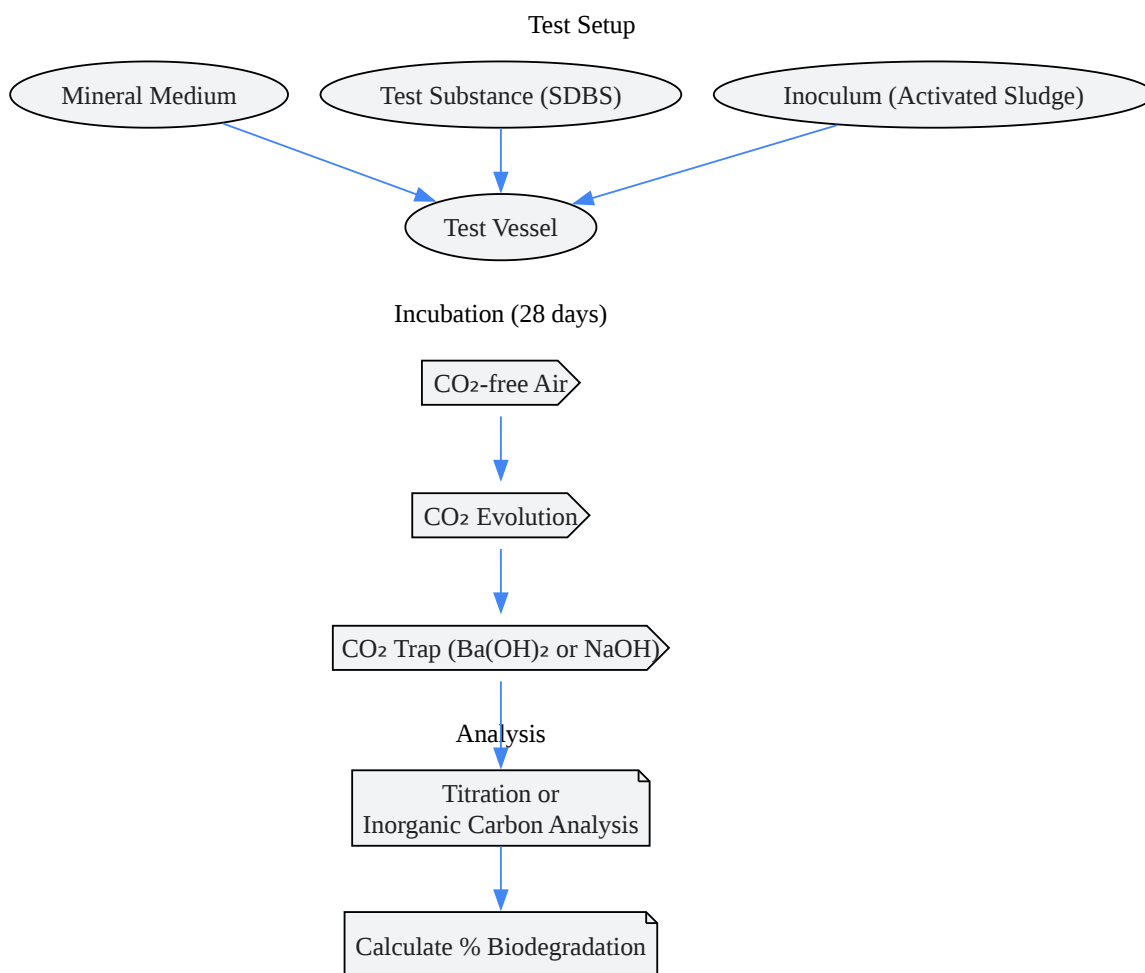 Test Setup
Mineral Medium
Test Substance (SDBS)
Inoculum (Activated Sludge)
Test Vessel
Incubation (28 days)
CO₂-free Air
CO₂ Evolution
CO₂ Trap (Ba(OH)₂ or NaOH)
Analysis
Titration or
Inorganic Carbon Analysis
Calculate % Biodegradation